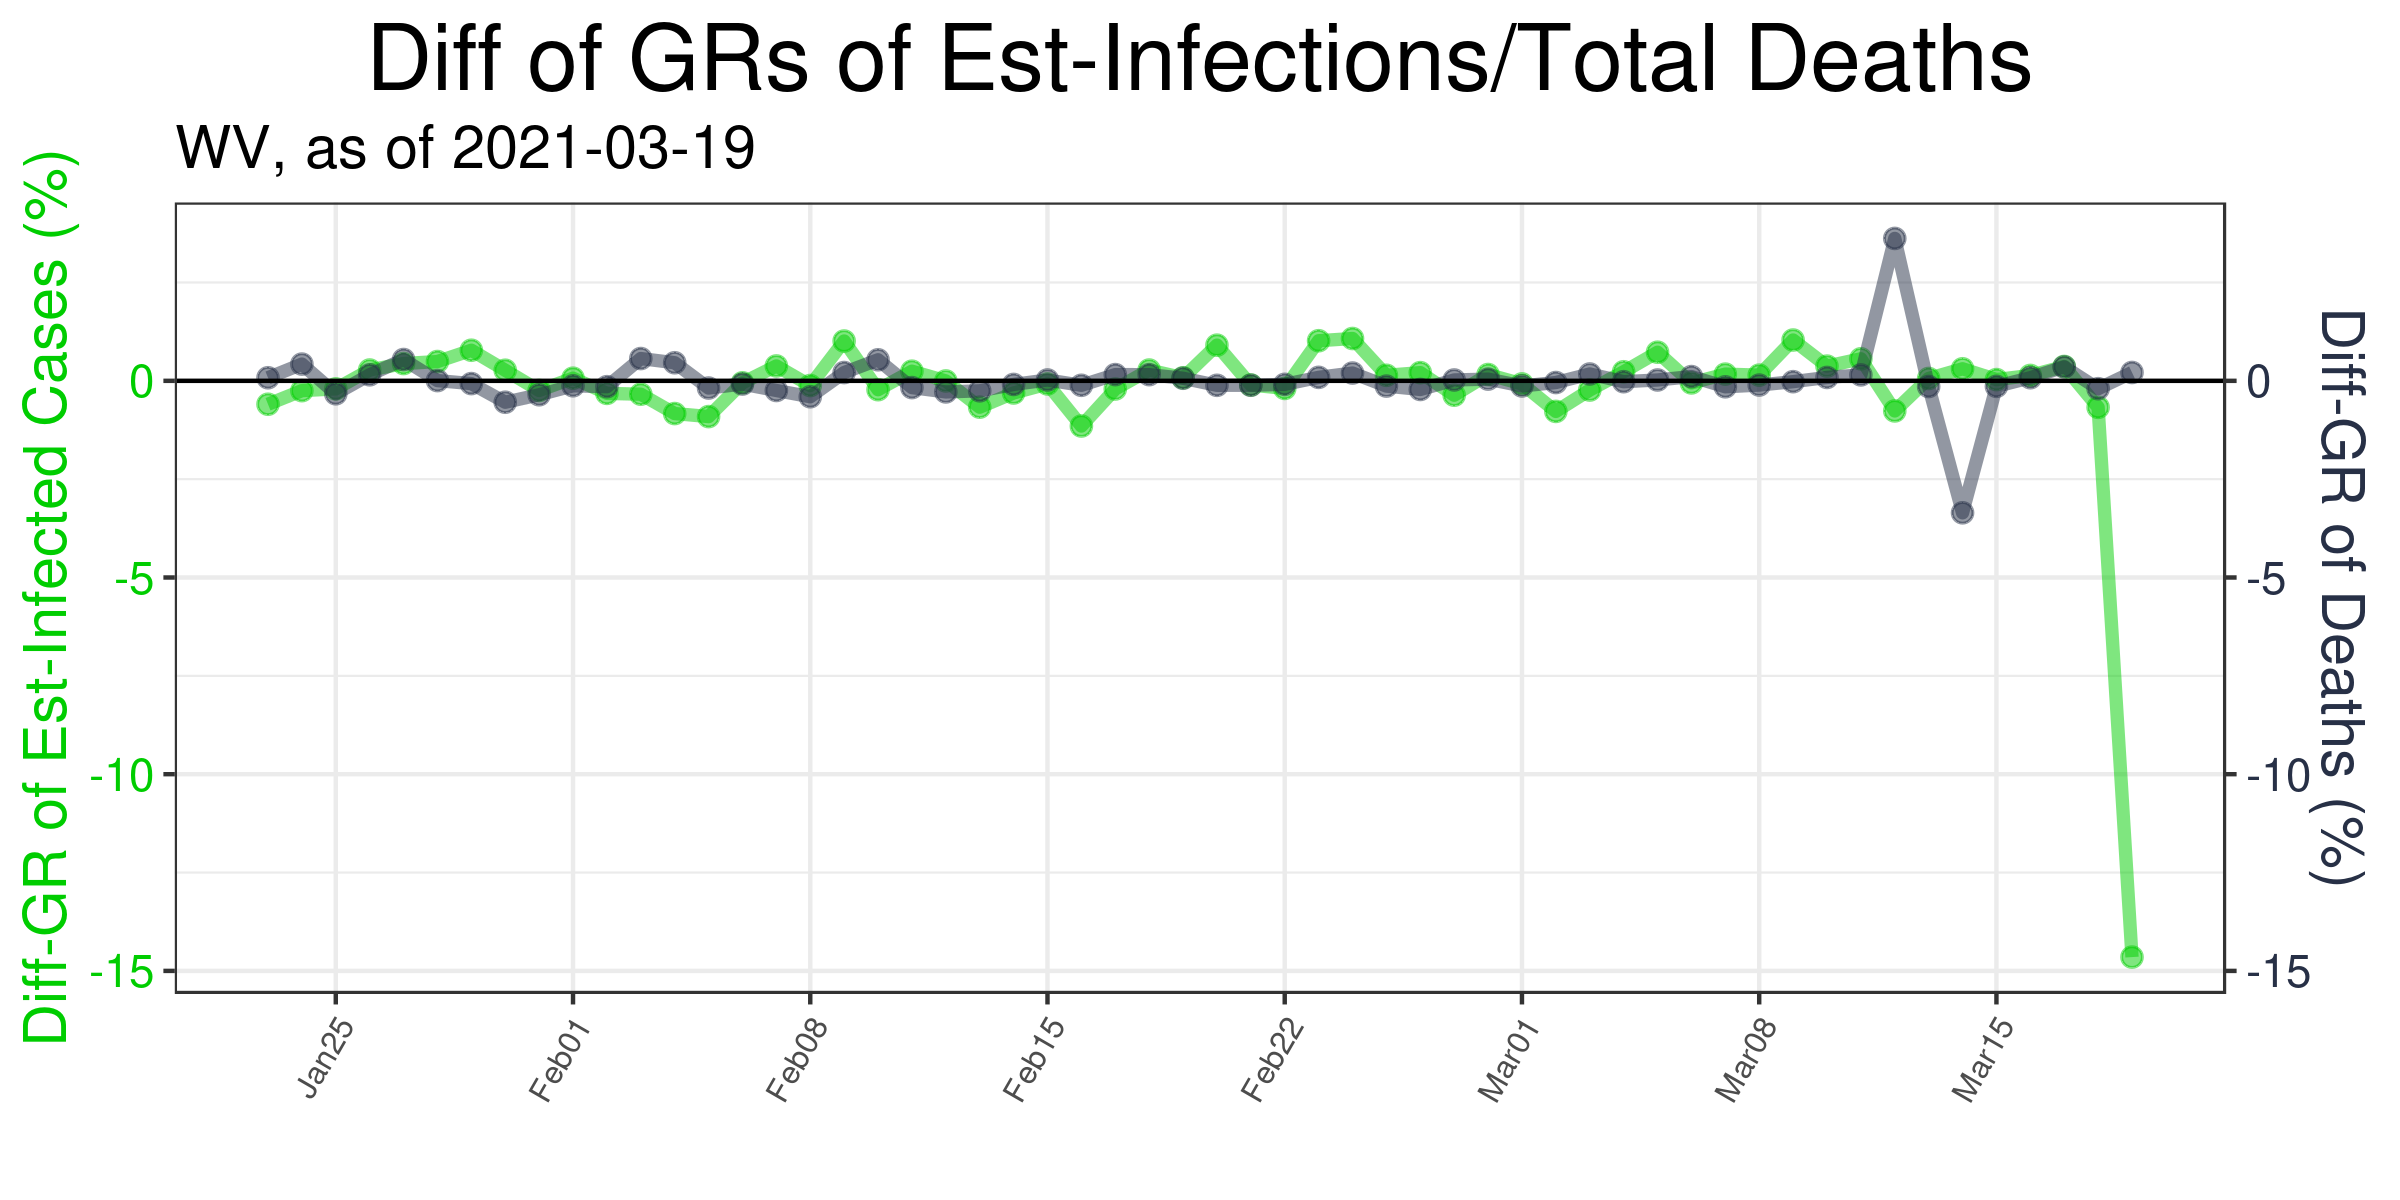 Diff of GRs of Est-Infections/Total Deaths
WV, as of 2021-03-19
Diff-GR of Est-Infected Cases (%)
0
-5
-10
-15
0
-5
-10
-15
Diff-GR of Deaths (%)
Jan25
Feb01
Feb08
Feb15
Feb22
Mar01
Mar08
Mar15